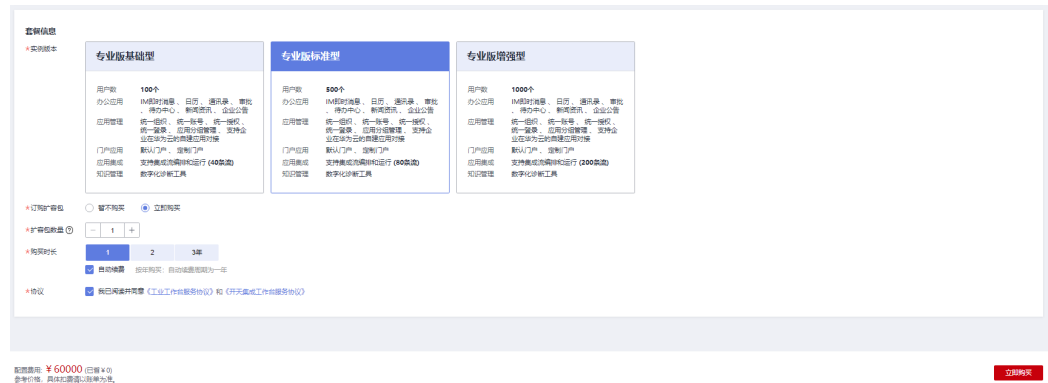 套餐信息
*实例版本
专业版基础型
用户数 100个
办公应用 IM即时消息 、 日历 、 通讯录 、 审批 、 待办中心 、 新闻资讯 、 企业公告
应用管理 统一组织 、 统一账号 、 统一授权 、 统一登录 、 应用分组管理 、 支持企业在华为云的自建应用对接
门户应用 默认门户 、 定制门户
应用集成 支持集成流编排和运行 (40条流)
知识管理 数字化诊断工具
专业版标准型
用户数 500个
办公应用 IM即时消息 、 日历 、 通讯录 、 审批 、 待办中心 、 新闻资讯 、 企业公告
应用管理 统一组织 、 统一账号 、 统一授权 、 统一登录 、 应用分组管理 、 支持企业在华为云的自建应用对接
门户应用 默认门户 、 定制门户
应用集成 支持集成流编排和运行 (80条流)
知识管理 数字化诊断工具
专业版增强型
用户数 1000个
办公应用 IM即时消息 、 日历 、 通讯录 、 审批 、 待办中心 、 新闻资讯 、 企业公告
应用管理 统一组织 、 统一账号 、 统一授权 、 统一登录 、 应用分组管理 、 支持企业在华为云的自建应用对接
门户应用 默认门户 、 定制门户
应用集成 支持集成流编排和运行 (200条流)
知识管理 数字化诊断工具
*订购扩容包 暂不购买 立即购买
*扩容包数量 ? − 1 +
*购买时长 1 2 3年
自动续费 按年购买：自动续费周期为一年
*协议 我已阅读并同意《工业工作台服务协议》和《开天集成工作台服务协议》
配置费用: ¥ 60000 (已省￥0)
参考价格，具体扣费请以账单为准。
立即购买